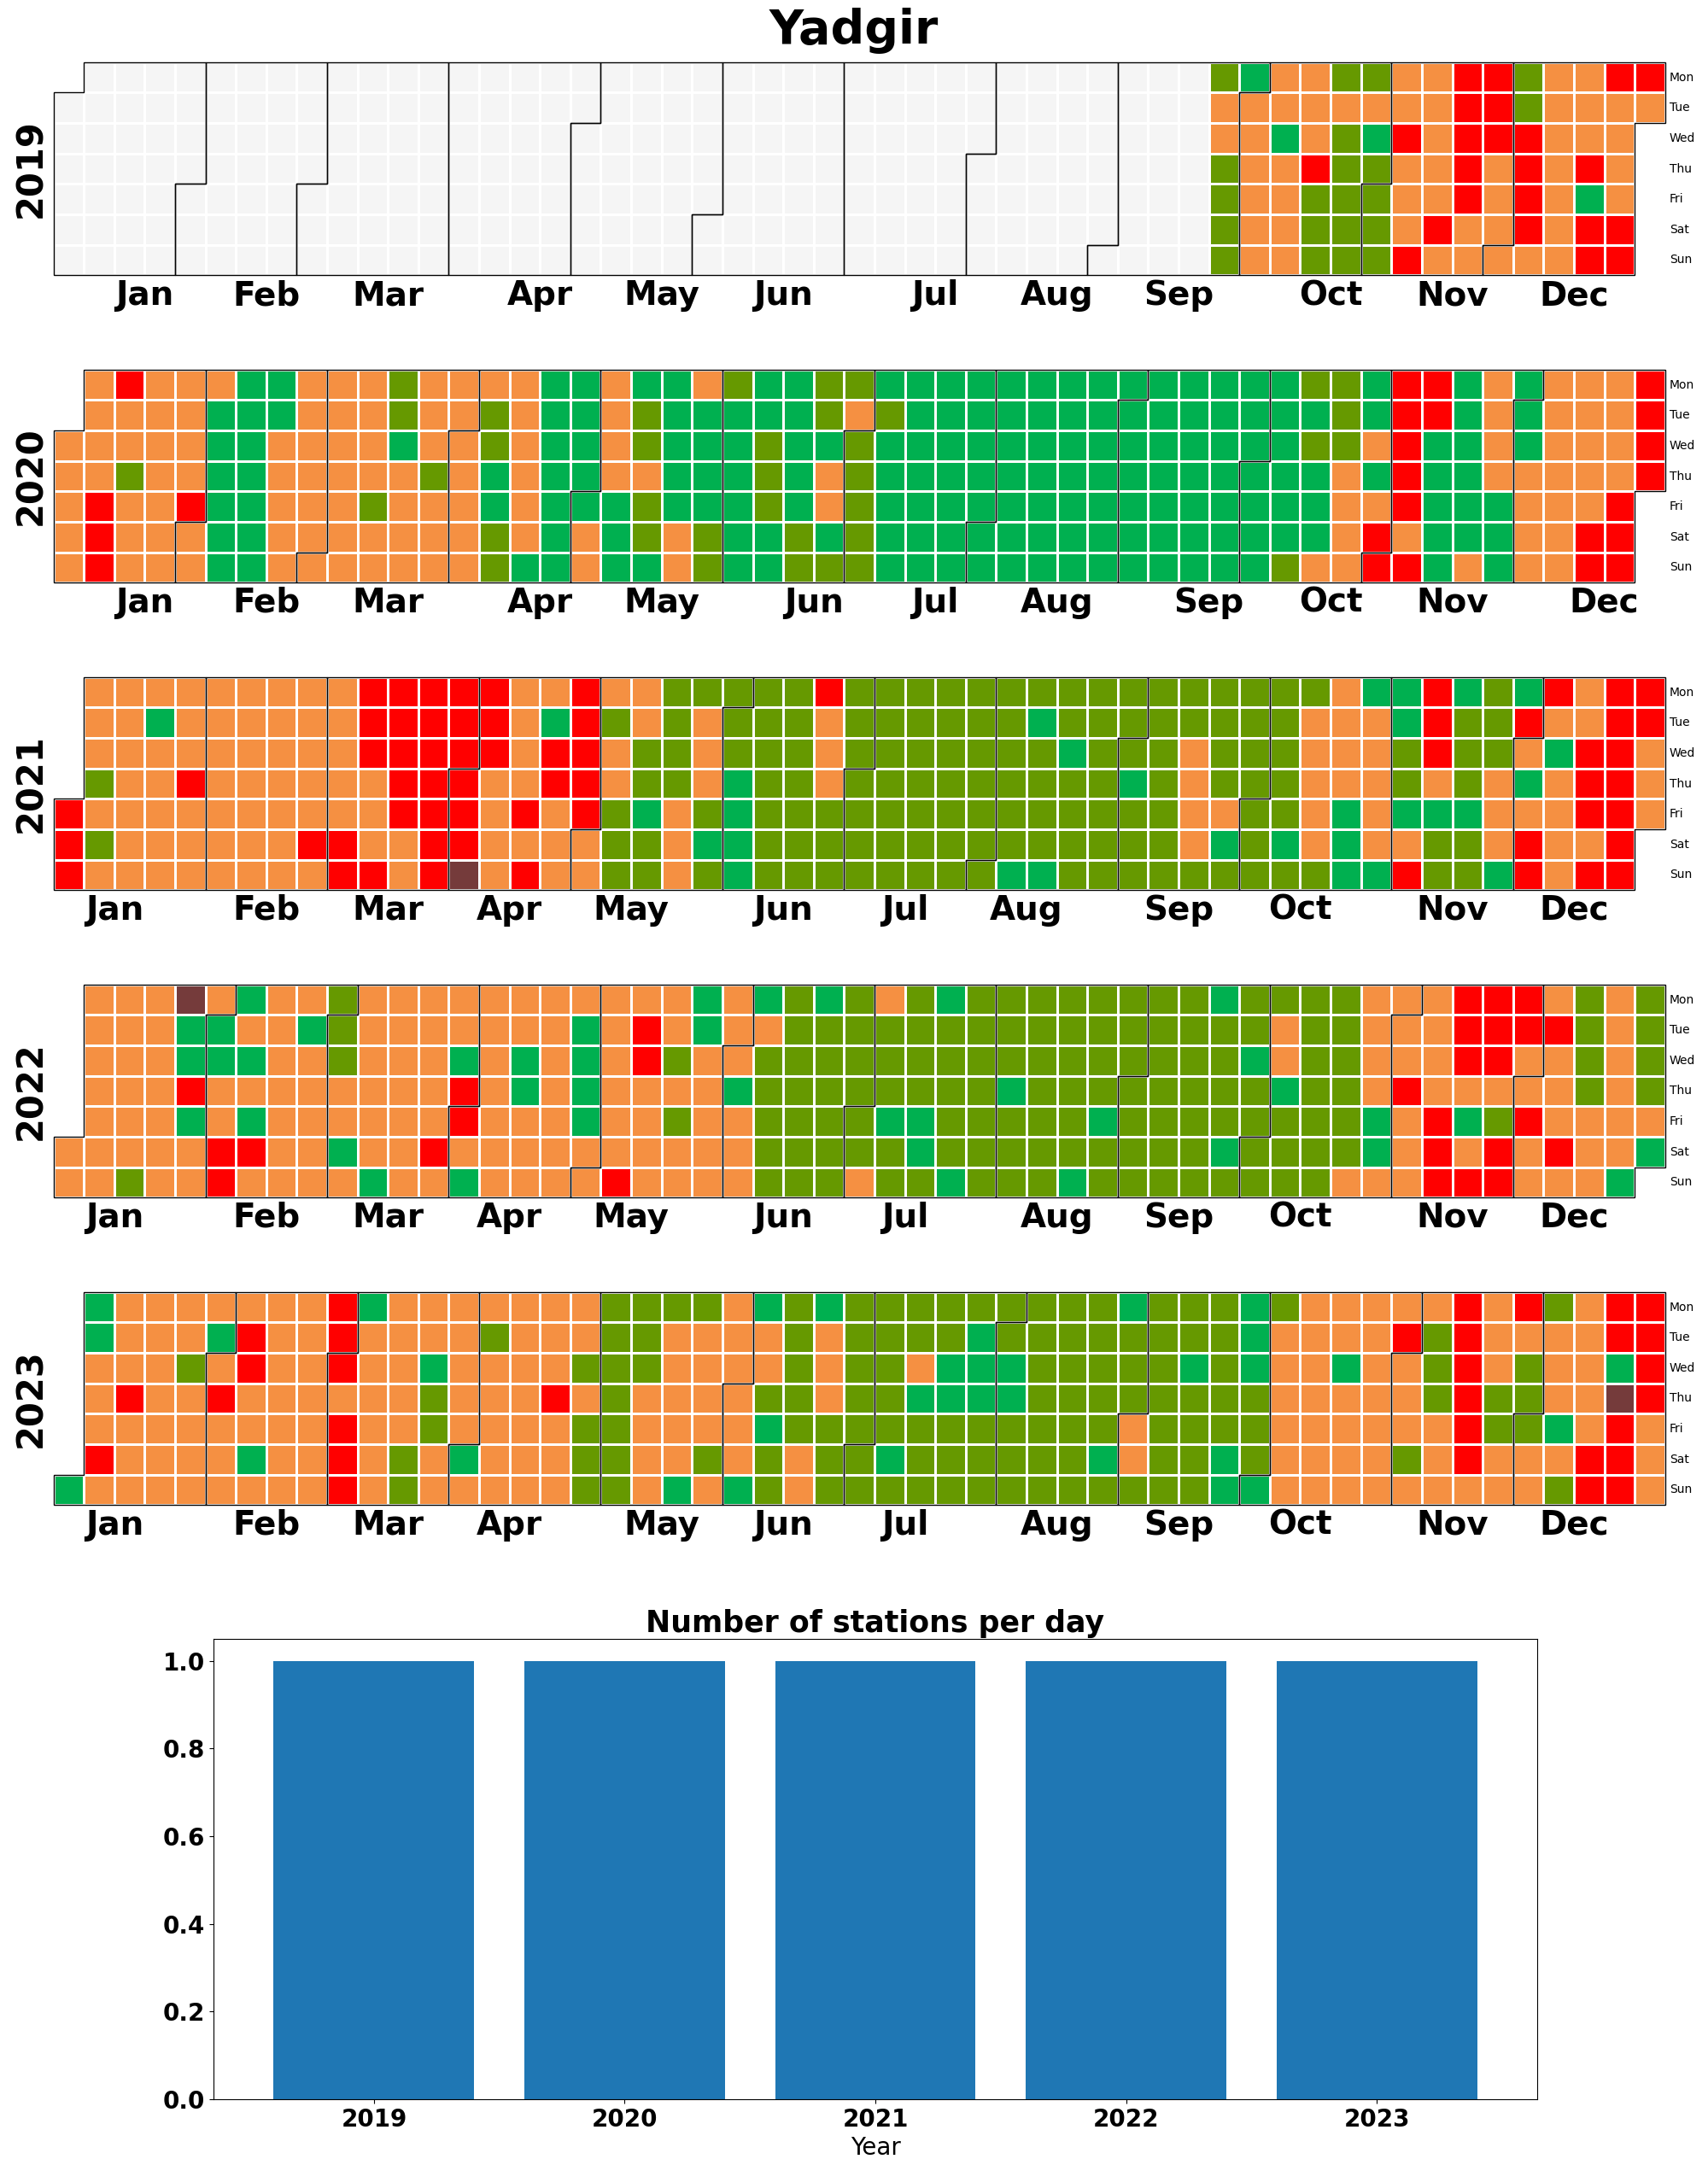 Yadgir
2019
Mon
Tue
Wed
Thu
Fri
Sat
Sun
Jan Feb Mar Apr May Jun Jul Aug Sep Oct Nov Dec
2020
Mon
Tue
Wed
Thu
Fri
Sat
Sun
Jan Feb Mar Apr May Jun Jul Aug Sep Oct Nov Dec
2021
Mon
Tue
Wed
Thu
Fri
Sat
Sun
Jan Feb Mar Apr May Jun Jul Aug Sep Oct Nov Dec
2022
Mon
Tue
Wed
Thu
Fri
Sat
Sun
Jan Feb Mar Apr May Jun Jul Aug Sep Oct Nov Dec
2023
Mon
Tue
Wed
Thu
Fri
Sat
Sun
Jan Feb Mar Apr May Jun Jul Aug Sep Oct Nov Dec
Number of stations per day
1.0
0.8
0.6
0.4
0.2
0.0
2019 2020 2021 2022 2023
Year